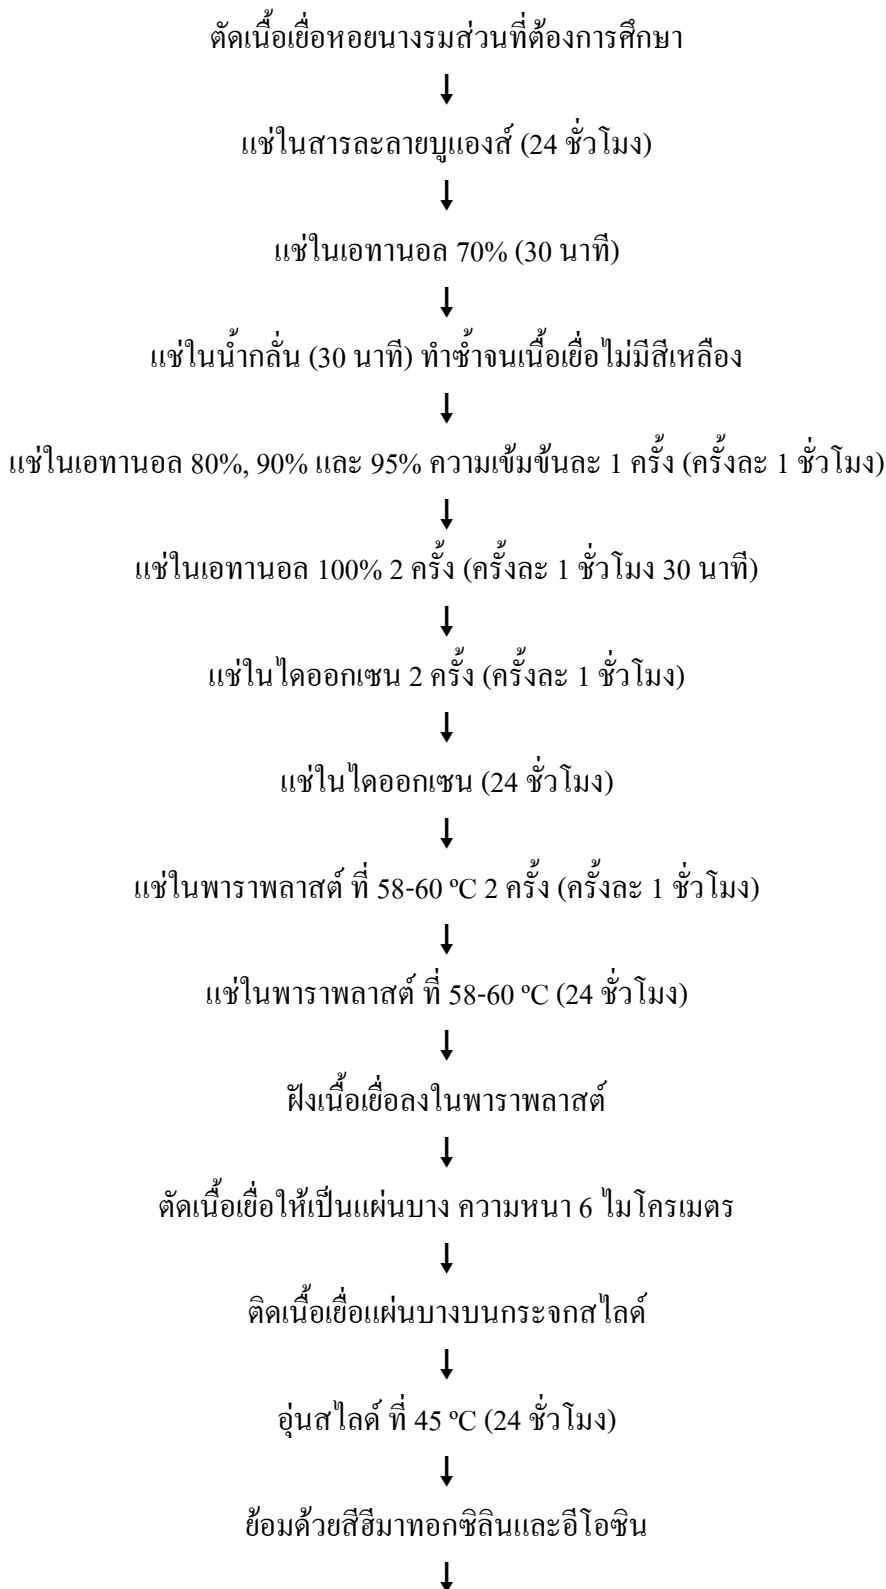 ตัดเนื้อเยื่อหอยนางรมส่วนที่ต้องการศึกษา
แช่ในสารละลายบูแองส์ (24 ชั่วโมง)
แช่ในเอทานอล 70% (30 นาที)
แช่ในน้ำกลั่น (30 นาที) ทำซ้ำจนเนื้อเยื่อไม่มีสีเหลือง
แช่ในเอทานอล 80%, 90% และ 95% ความเข้มข้นละ 1 ครั้ง (ครั้งละ 1 ชั่วโมง)
แช่ในเอทานอล 100% 2 ครั้ง (ครั้งละ 1 ชั่วโมง 30 นาที)
แช่ในไดออกเซน 2 ครั้ง (ครั้งละ 1 ชั่วโมง)
แช่ในไดออกเซน (24 ชั่วโมง)
แช่ในพาราพลาสต์ ที่ 58-60 ºC 2 ครั้ง (ครั้งละ 1 ชั่วโมง)
แช่ในพาราพลาสต์ ที่ 58-60 ºC (24 ชั่วโมง)
ฝังเนื้อเยื่อลงในพาราพลาสต์
ตัดเนื้อเยื่อให้เป็นแผ่นบาง ความหนา 6 ไมโครเมตร
ติดเนื้อเยื่อแผ่นบางบนกระจกสไลด์
อุ่นสไลด์ ที่ 45 ºC (24 ชั่วโมง)
ย้อมด้วยสีฮีมาทอกซิลินและอีโอซิน